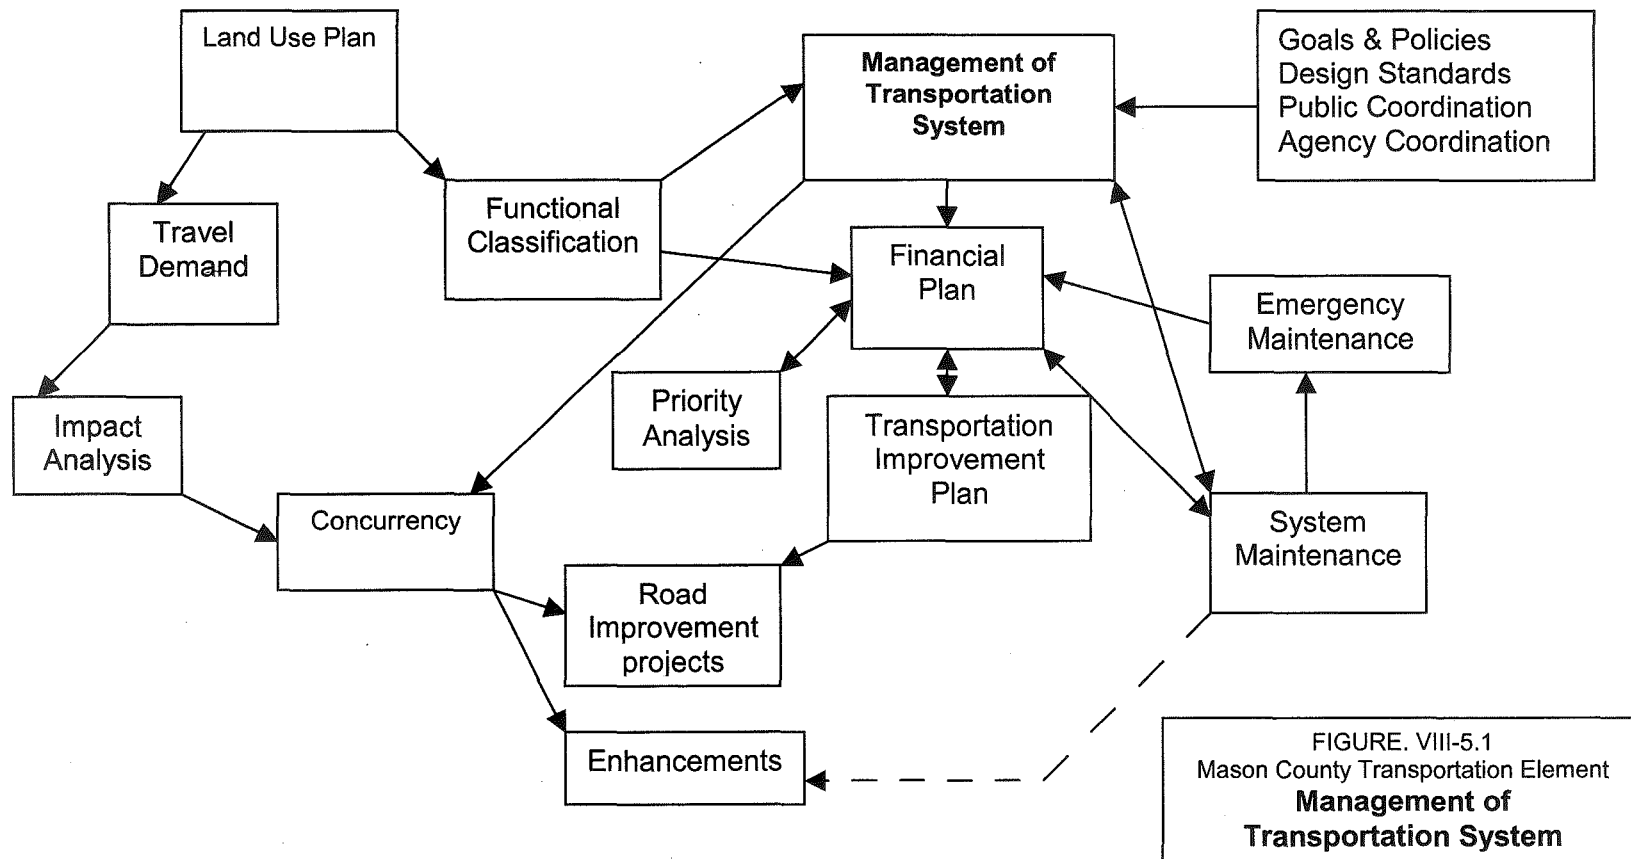 Land Use Plan
Management of
Transportation
System
Goals & Policies
Design Standards
Public Coordination
Agency Coordination
Functional
Classification
Travel
Demand
Financial
Plan
Emergency
Maintenance
Impact
Analysis
Priority
Analysis
Transportation
Improvement
Plan
Concurrency
System
Maintenance
Road
Improvement
projects
Enhancements
FIGURE. VIII-5.1
Mason County Transportation Element
Management of
Transportation System